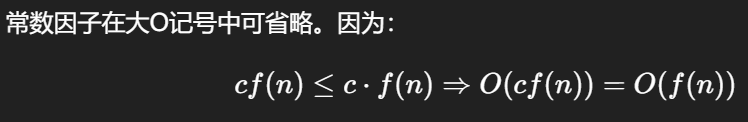 常数因子在大O记号中可省略。因为：
cf(n) ≤ c · f(n) ⇒ O(cf(n)) = O(f(n))